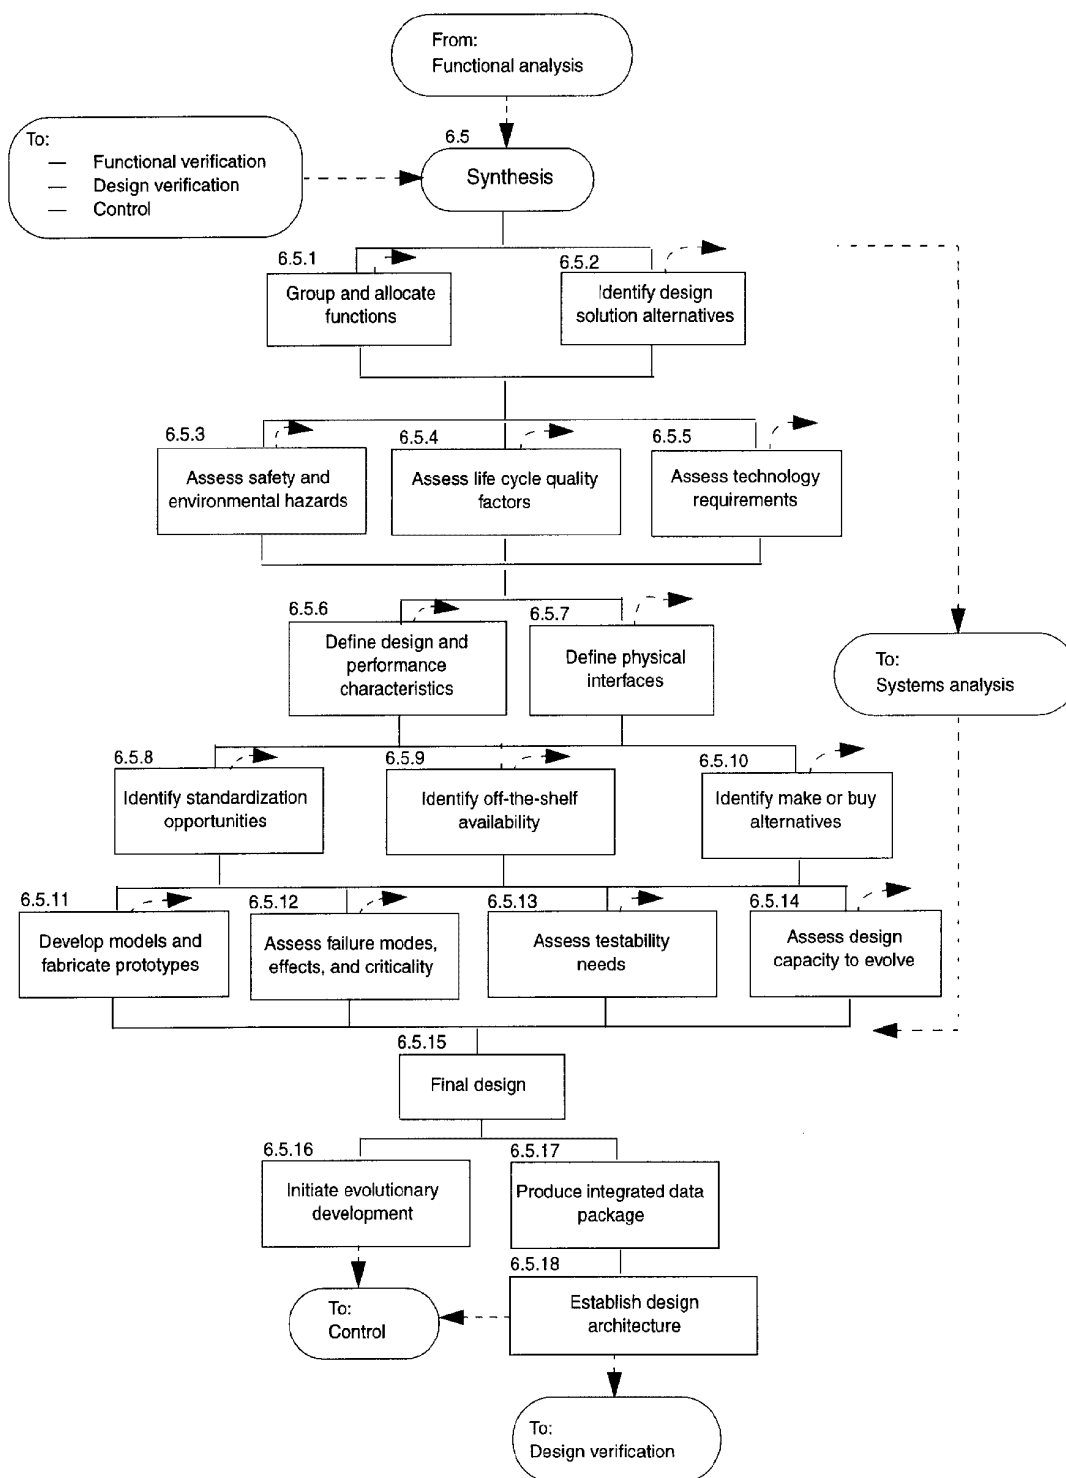 From:
Functional analysis
6.5
Synthesis
To:
— Functional verification
— Design verification
— Control
6.5.1
Group and allocate
functions
6.5.2
Identify design
solution alternatives
6.5.3
Assess safety and
environmental hazards
6.5.4
Assess life cycle quality
factors
6.5.5
Assess technology
requirements
6.5.6
Define design and
performance
characteristics
6.5.7
Define physical
interfaces
To:
Systems analysis
6.5.8
Identify standardization
opportunities
6.5.9
Identify off-the-shelf
availability
6.5.10
Identify make or buy
alternatives
6.5.11
Develop models and
fabricate prototypes
6.5.12
Assess failure modes,
effects, and criticality
6.5.13
Assess testability
needs
6.5.14
Assess design
capacity to evolve
6.5.15
Final design
6.5.16
Initiate evolutionary
development
6.5.17
Produce integrated data
package
6.5.18
Establish design
architecture
To:
Control
To:
Design verification